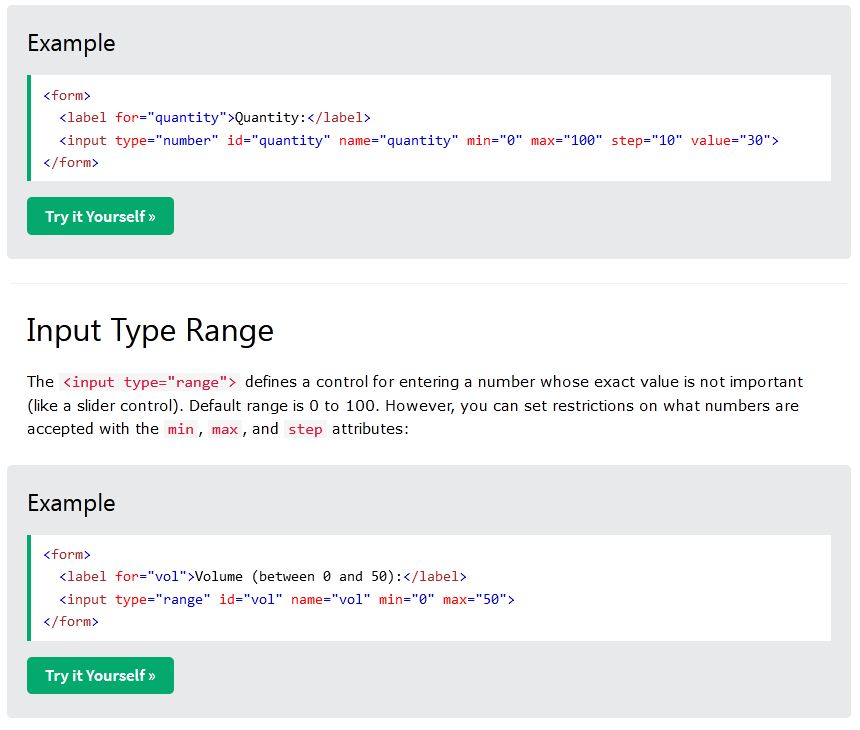 Example
<form>
  <label for="quantity">Quantity:</label>
  <input type="number" id="quantity" name="quantity" min="0" max="100" step="10" value="30">
</form>
Try it Yourself »
Input Type Range
The <input type="range"> defines a control for entering a number whose exact value is not important
(like a slider control). Default range is 0 to 100. However, you can set restrictions on what numbers are
accepted with the min, max, and step attributes:
Example
<form>
  <label for="vol">Volume (between 0 and 50):</label>
  <input type="range" id="vol" name="vol" min="0" max="50">
</form>
Try it Yourself »